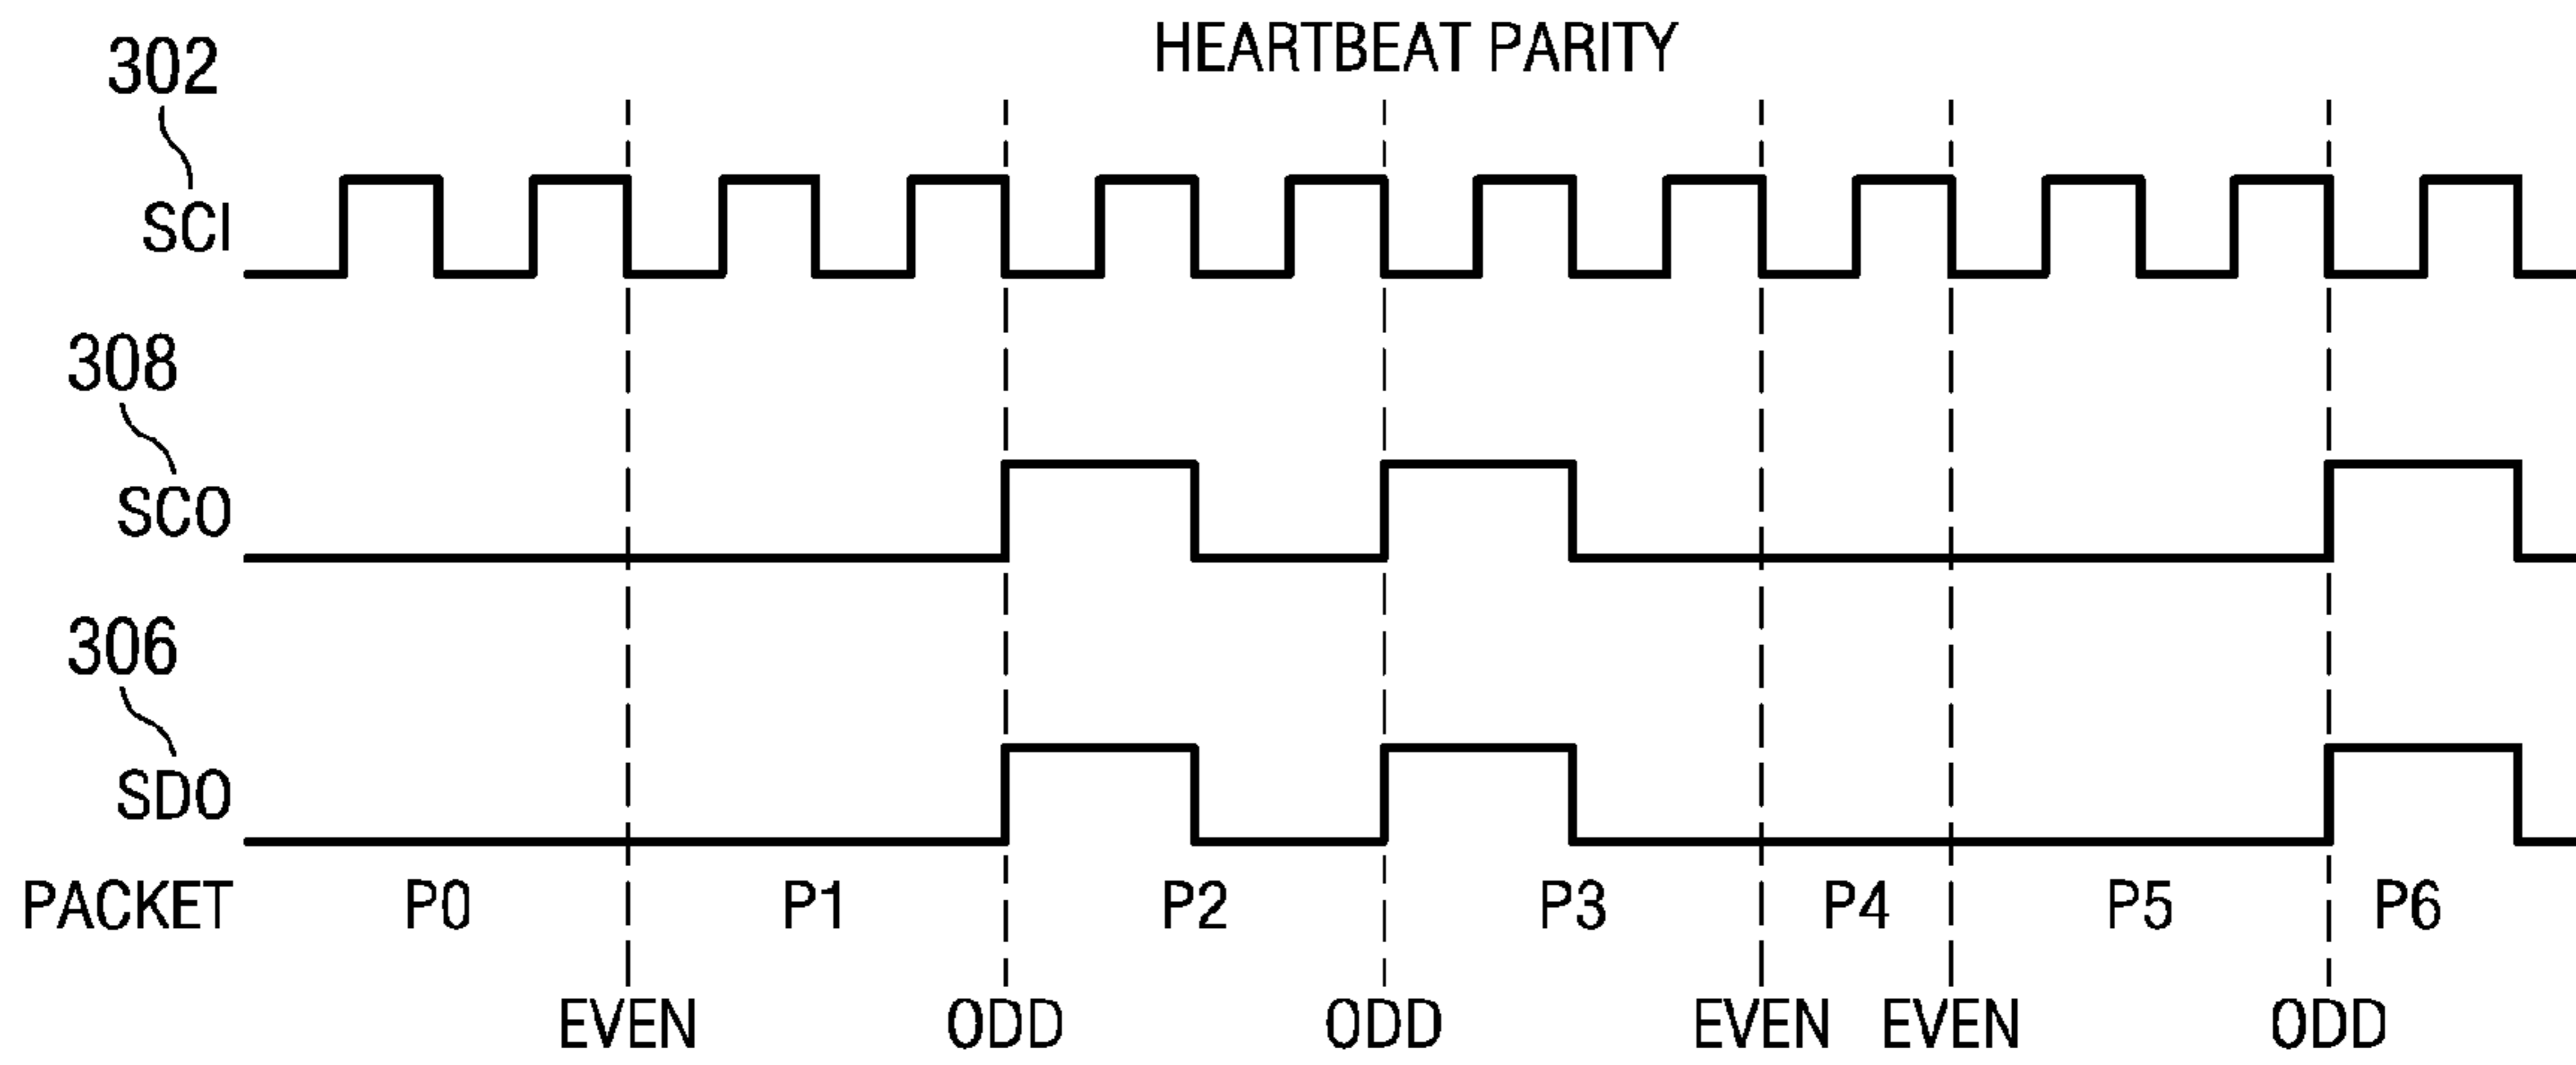 HEARTBEAT PARITY
302
SCI
308
SCO
306
SDO
PACKET P0 P1 P2 P3 P4 P5 P6
EVEN ODD ODD EVEN EVEN ODD